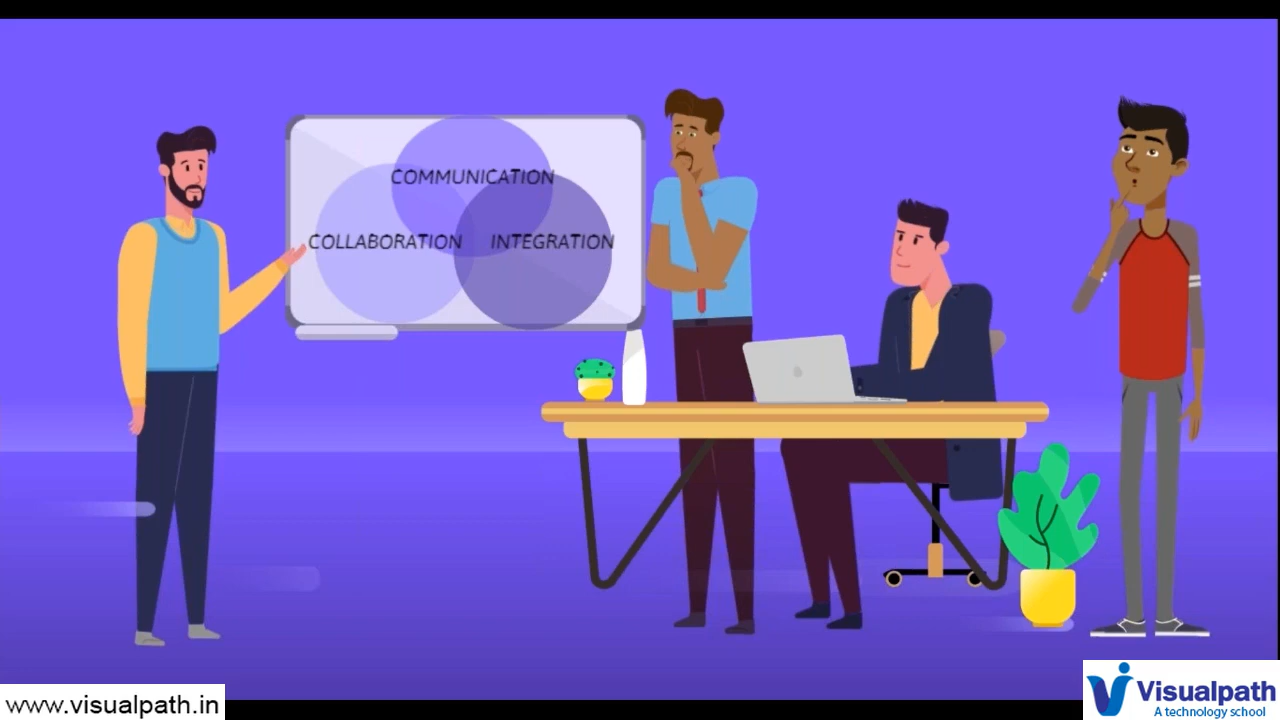 COMMUNICATION
COLLABORATION INTEGRATION
www.visualpath.in
Visualpath
A technology school